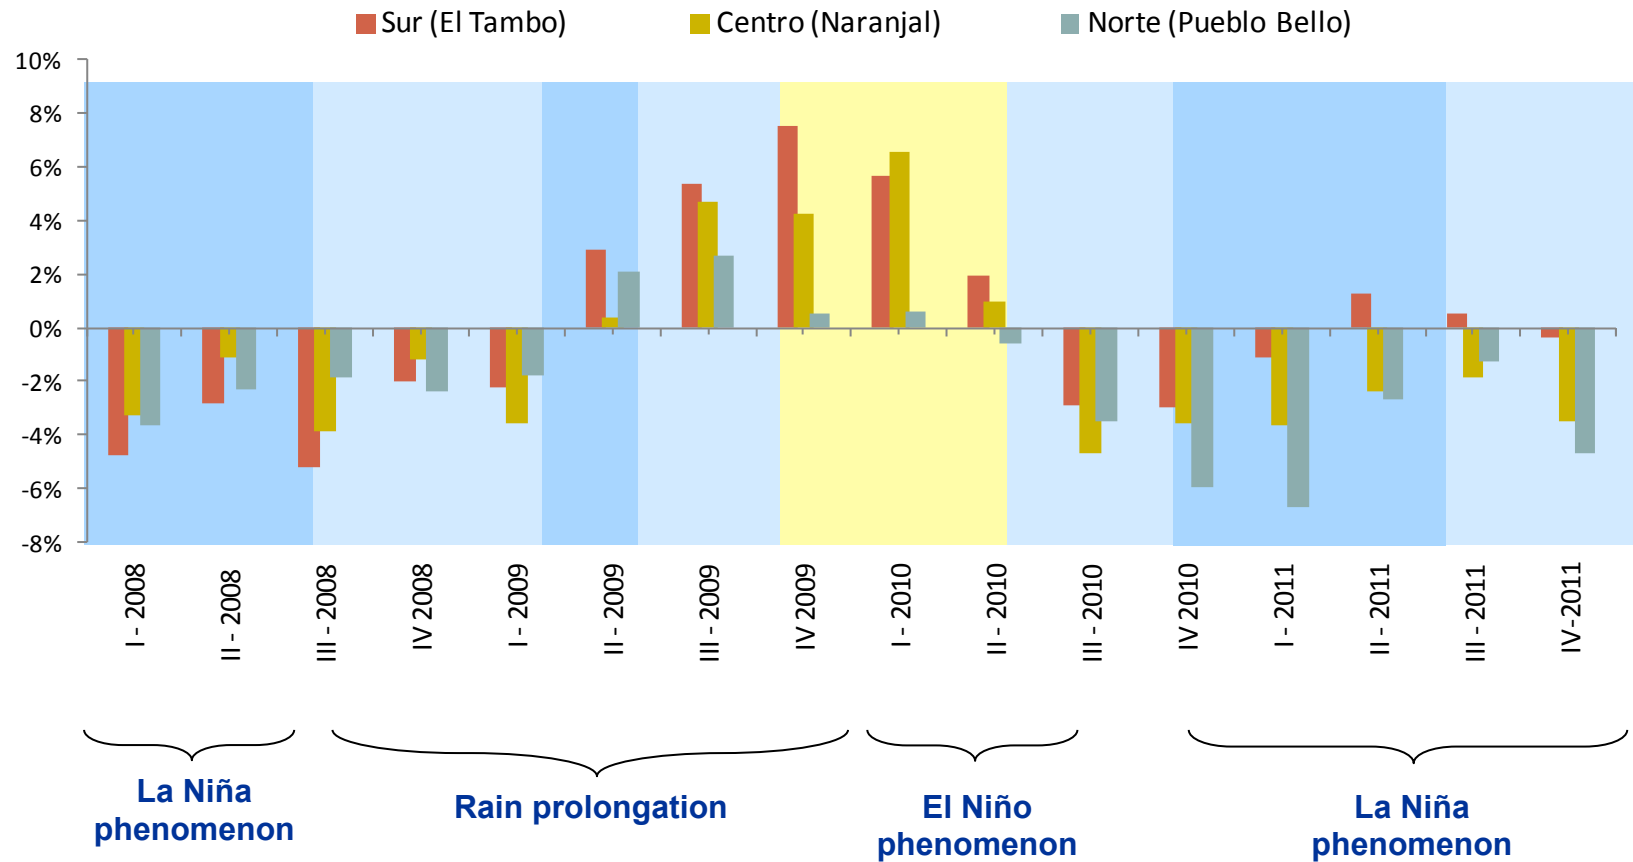 Sur (El Tambo) Centro (Naranjal) Norte (Pueblo Bello)
10%
8%
6%
4%
2%
0%
-2%
-4%
-6%
-8%
I - 2008
II - 2008
III - 2008
IV 2008
I - 2009
II - 2009
III - 2009
IV 2009
I - 2010
II - 2010
III - 2010
IV 2010
I - 2011
II - 2011
III - 2011
IV-2011
La Niña
phenomenon
Rain prolongation
El Niño
phenomenon
La Niña
phenomenon